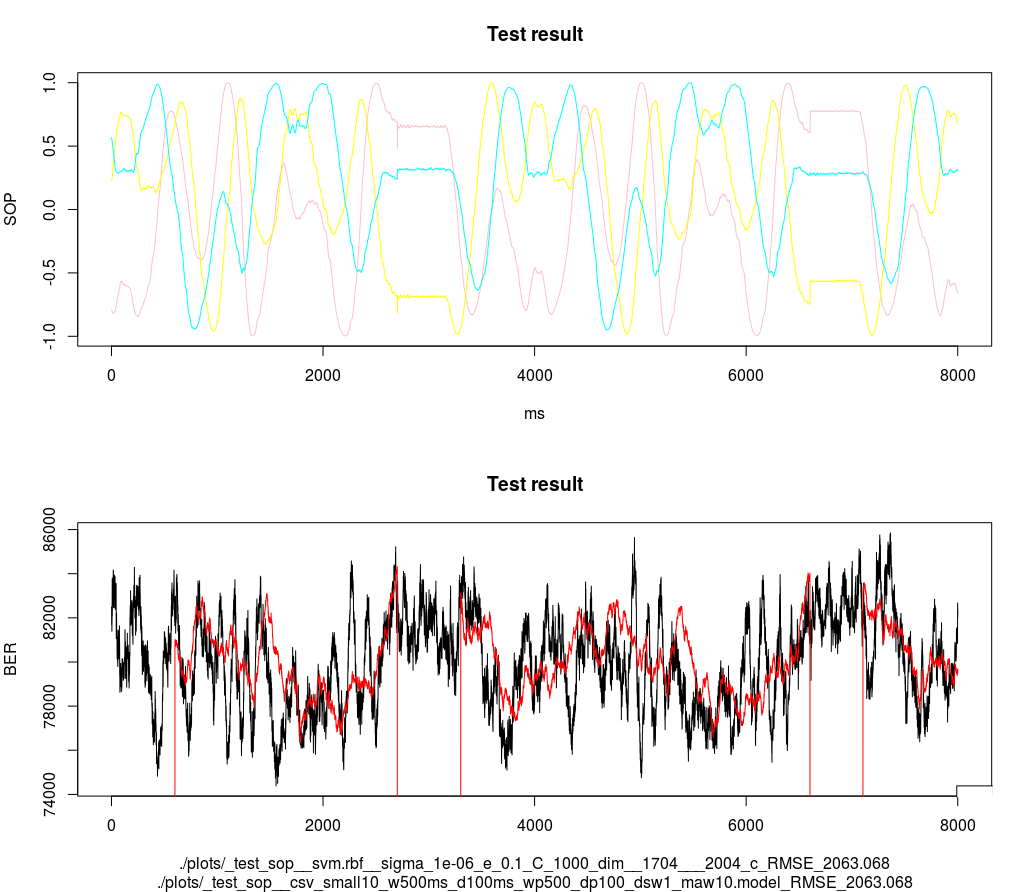 Test result
1.0
0.5
0.0
-0.5
-1.0
SOP
0 2000 4000 6000 8000
ms
Test result
86000
82000
78000
74000
BER
0 2000 4000 6000 8000
./plots/_test_sop__svm.rbf__sigma_1e-06_e_0.1_C_1000_dim__1704___2004_c_RMSE_2063.068
./plots/_test_sop__csv_small10_w500ms_d100ms_wp500_dp100_dsw1_maw10.model_RMSE_2063.068